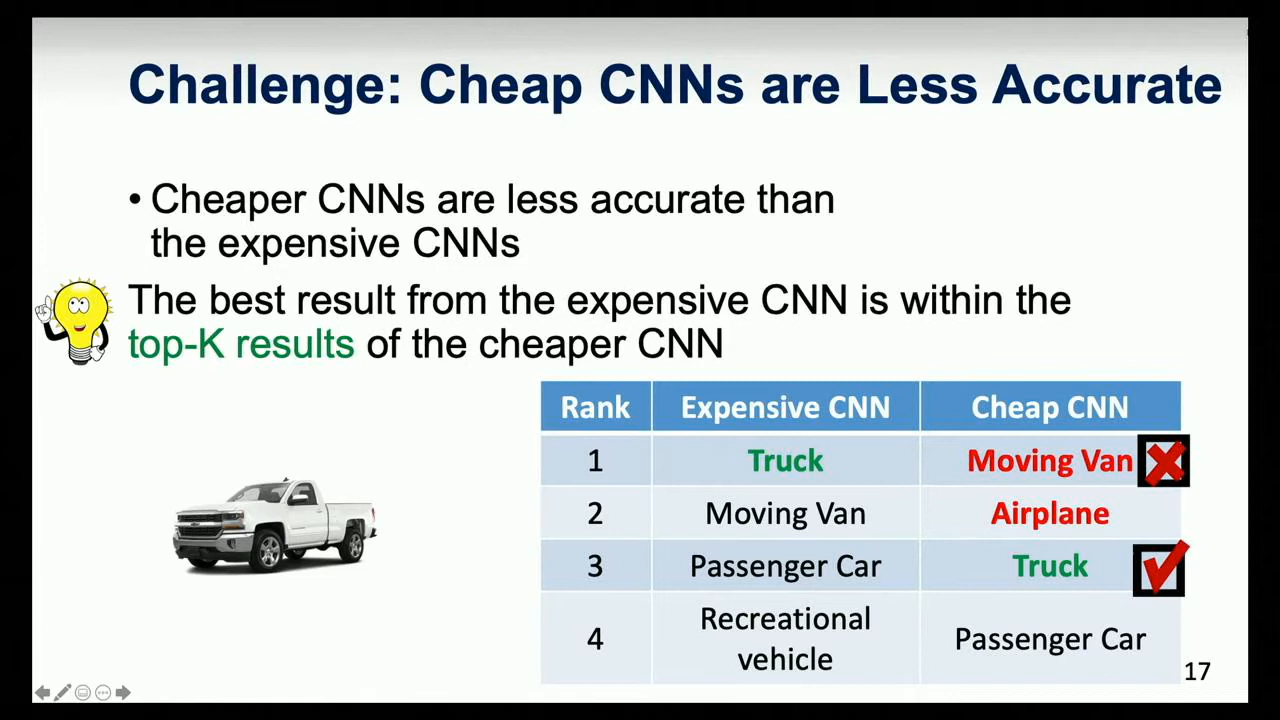 Challenge: Cheap CNNs are Less Accurate
• Cheaper CNNs are less accurate than
the expensive CNNs
The best result from the expensive CNN is within the
top-K results of the cheaper CNN
Rank Expensive CNN Cheap CNN
1 Truck Moving Van
2 Moving Van Airplane
3 Passenger Car Truck
4 Recreational vehicle Passenger Car
17